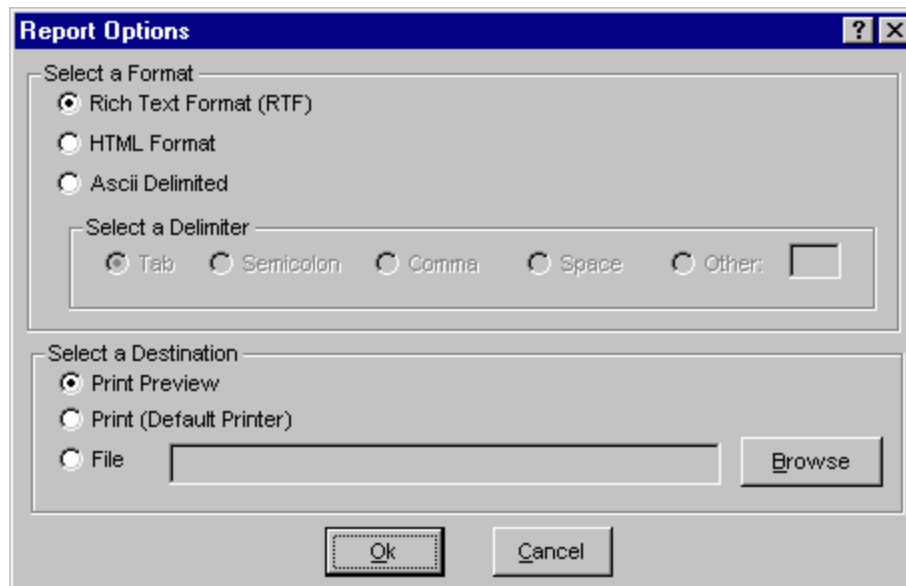 Report Options
Select a Format
Rich Text Format (RTF)
HTML Format
Ascii Delimited
Select a Delimiter
Tab Semicolon Comma Space Other:
Select a Destination
Print Preview
Print (Default Printer)
File Browse
Ok Cancel